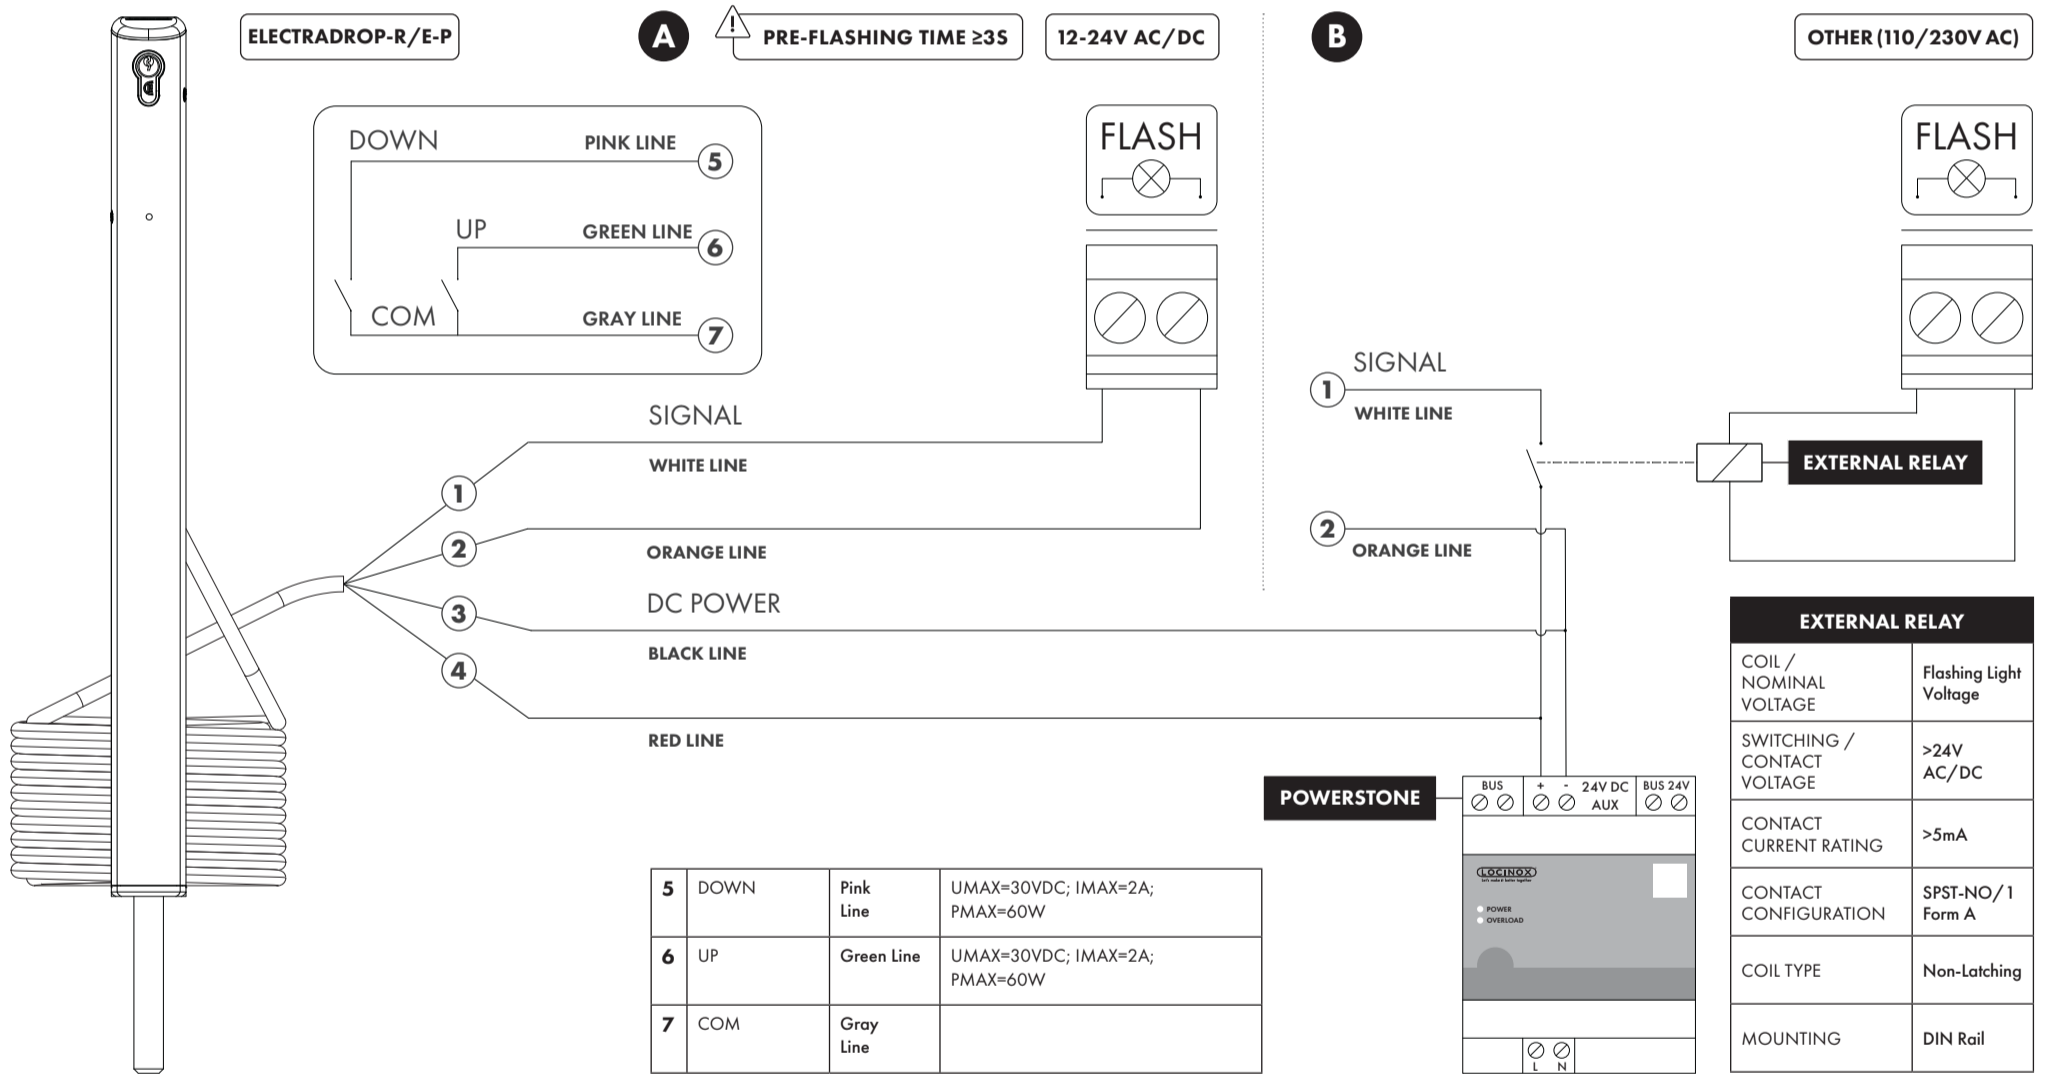 ELECTRADROP-R/E-P
A
! PRE-FLASHING TIME ≥3S
12-24V AC/DC
B
OTHER (110/230V AC)
DOWN
PINK LINE
5
UP
GREEN LINE
6
COM
GRAY LINE
7
FLASH
FLASH
SIGNAL
1
WHITE LINE
2
ORANGE LINE
DC POWER
3
BLACK LINE
4
RED LINE
SIGNAL
1
WHITE LINE
EXTERNAL RELAY
2
ORANGE LINE
POWERSTONE
BUS
+ -
24V DC
AUX
BUS 24V
LOCINOX
Let's make it better together
POWER
OVERLOAD
L N
5 DOWN Pink Line UMAX=30VDC; IMAX=2A; PMAX=60W
6 UP Green Line UMAX=30VDC; IMAX=2A; PMAX=60W
7 COM Gray Line
EXTERNAL RELAY
COIL / NOMINAL VOLTAGE Flashing Light Voltage
SWITCHING / CONTACT VOLTAGE >24V AC/DC
CONTACT CURRENT RATING >5mA
CONTACT CONFIGURATION SPST-NO/1 Form A
COIL TYPE Non-Latching
MOUNTING DIN Rail